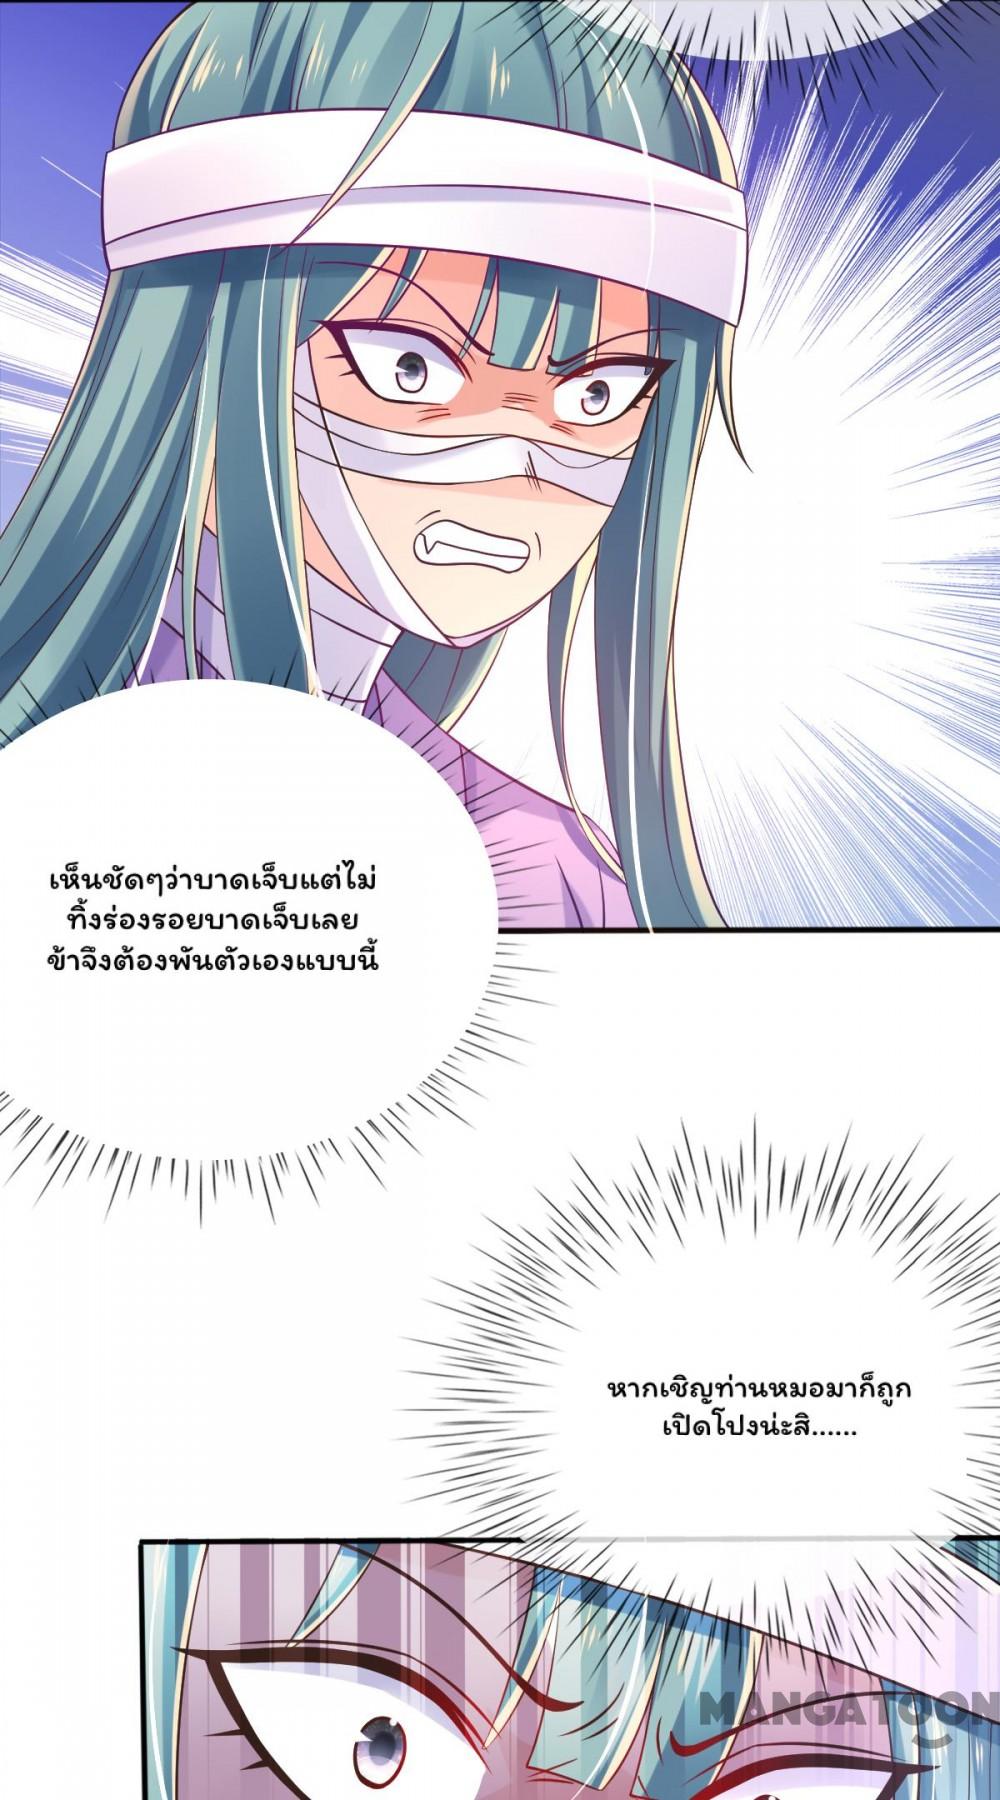 เห็นชัดๆว่าบาดเจ็บแต่ไม่
ทิ้งร่องรอยบาดเจ็บเลย
ข้าจึงต้องพันตัวเองแบบนี้
หากเชิญท่านหมอมาก็ถูก
เปิดโปงน่ะสิ......
MANGATOON